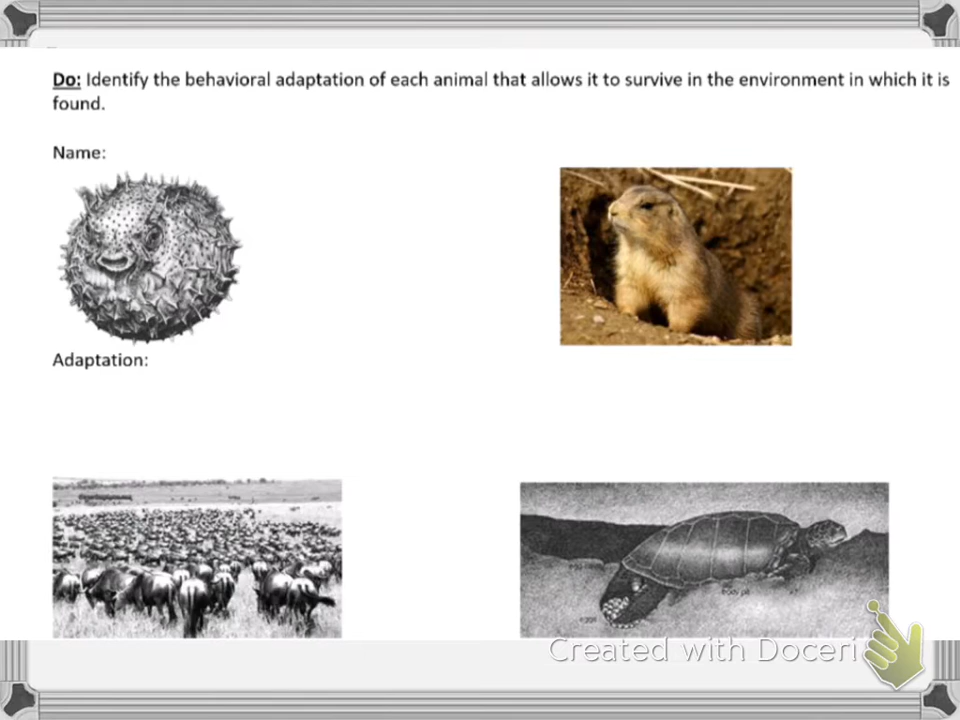 Do: Identify the behavioral adaptation of each animal that allows it to survive in the environment in which it is
found.
Name:
Adaptation:
Created with Doceri